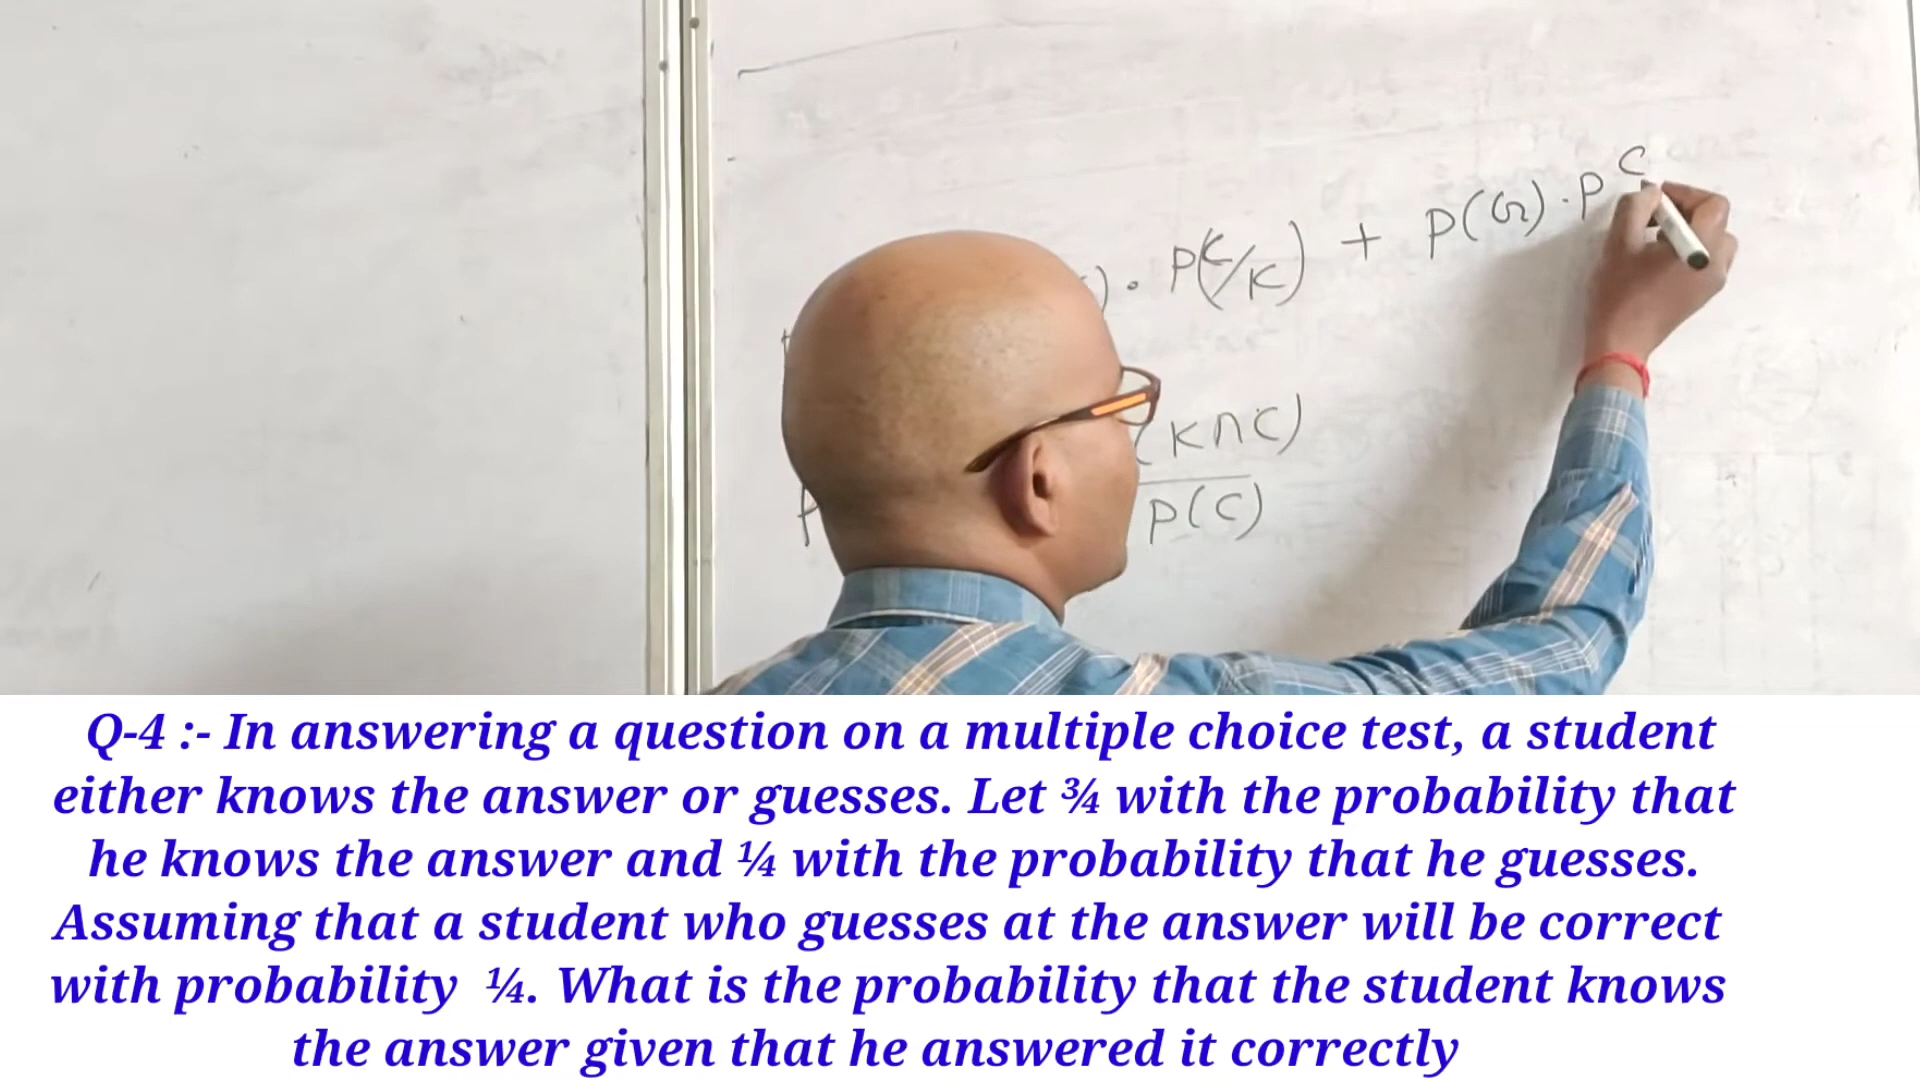 ) . P(C/K) + P(G) . P C
(K∩C)
P(C)
Q-4 :- In answering a question on a multiple choice test, a student
either knows the answer or guesses. Let ¾ with the probability that
he knows the answer and ¼ with the probability that he guesses.
Assuming that a student who guesses at the answer will be correct
with probability ¼. What is the probability that the student knows
the answer given that he answered it correctly